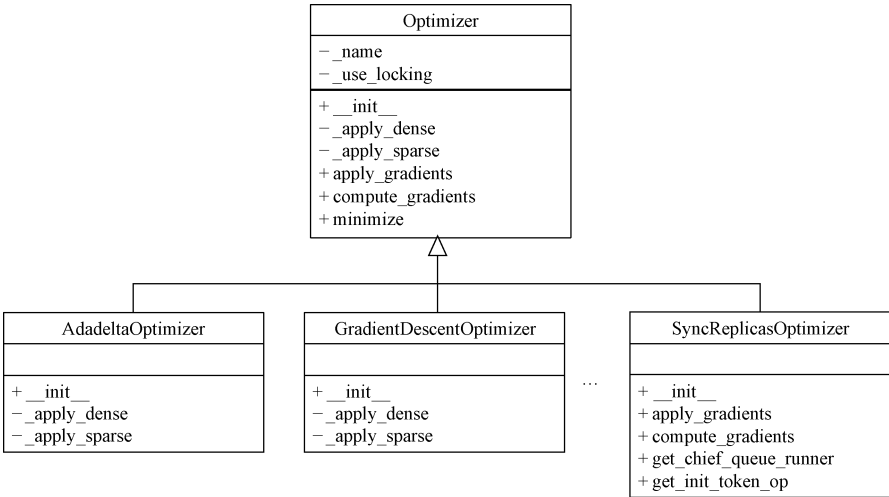 Optimizer
− _name
− _use_locking
+ __init__
− _apply_dense
− _apply_sparse
+ apply_gradients
+ compute_gradients
+ minimize
AdadeltaOptimizer
+ __init__
− _apply_dense
− _apply_sparse
GradientDescentOptimizer
+ __init__
− _apply_dense
− _apply_sparse
…
SyncReplicasOptimizer
+ __init__
+ apply_gradients
+ compute_gradients
+ get_chief_queue_runner
+ get_init_token_op